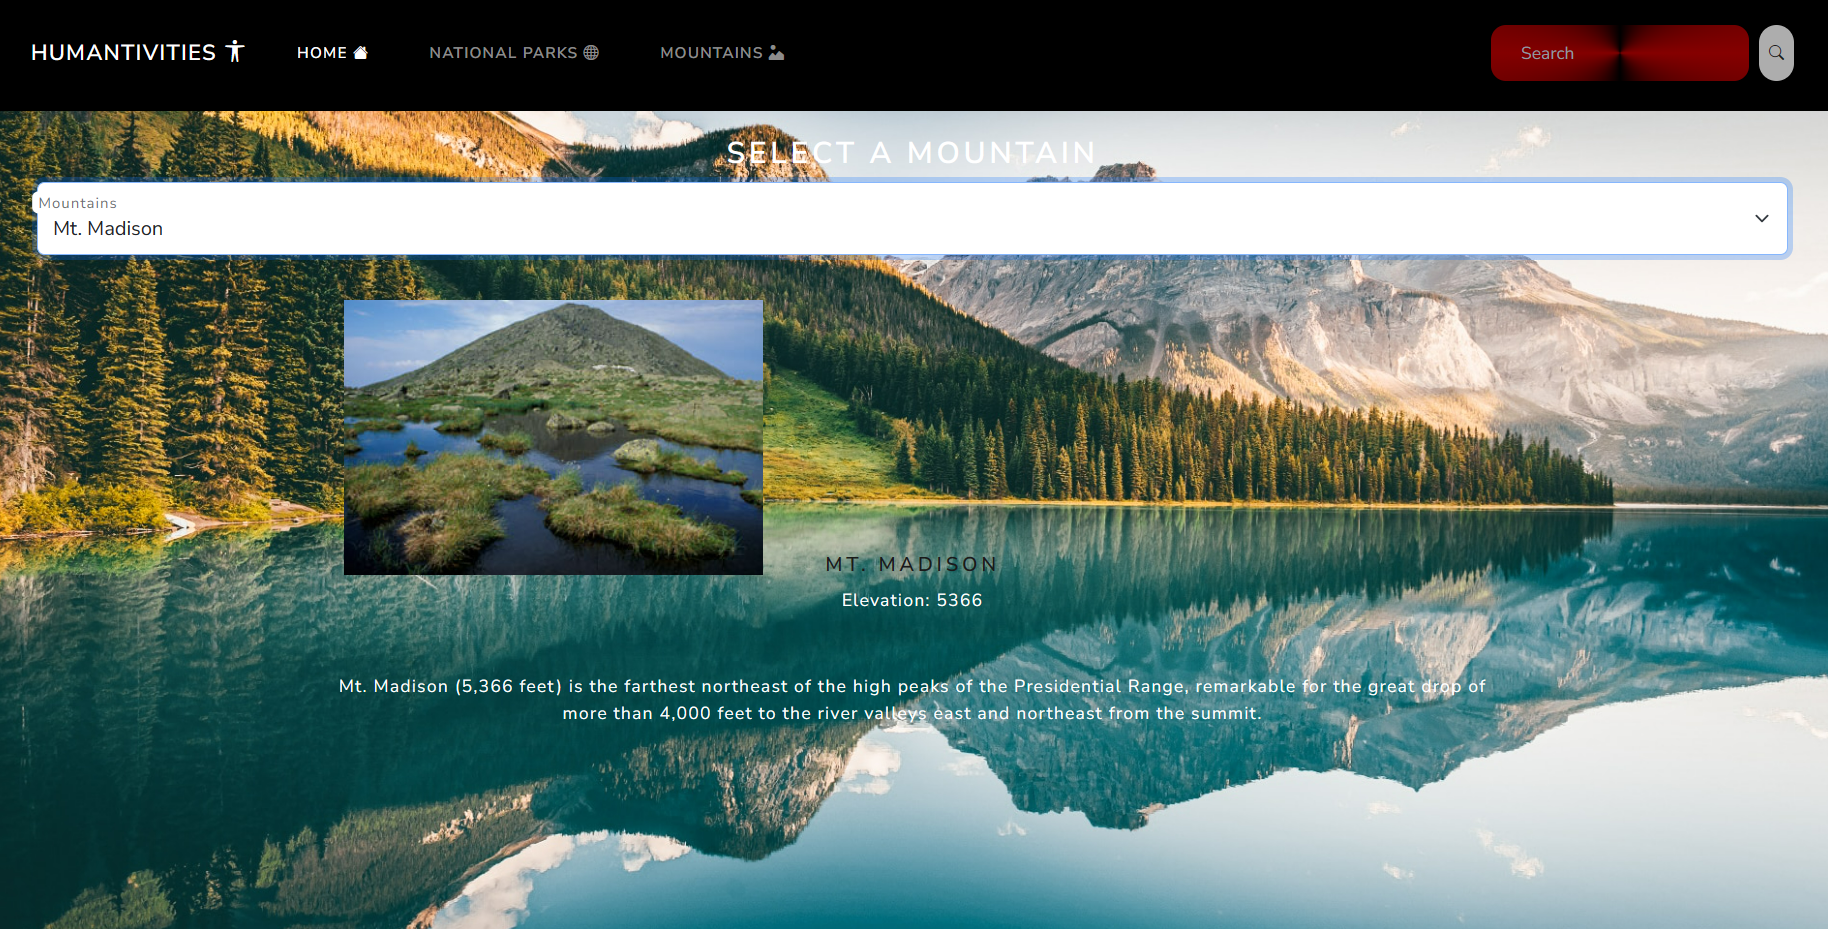 HUMANTIVITIES
HOME
NATIONAL PARKS
MOUNTAINS
Search
SELECT A MOUNTAIN
Mountains
Mt. Madison
MT. MADISON
Elevation: 5366
Mt. Madison (5,366 feet) is the farthest northeast of the high peaks of the Presidential Range, remarkable for the great drop of
more than 4,000 feet to the river valleys east and northeast from the summit.